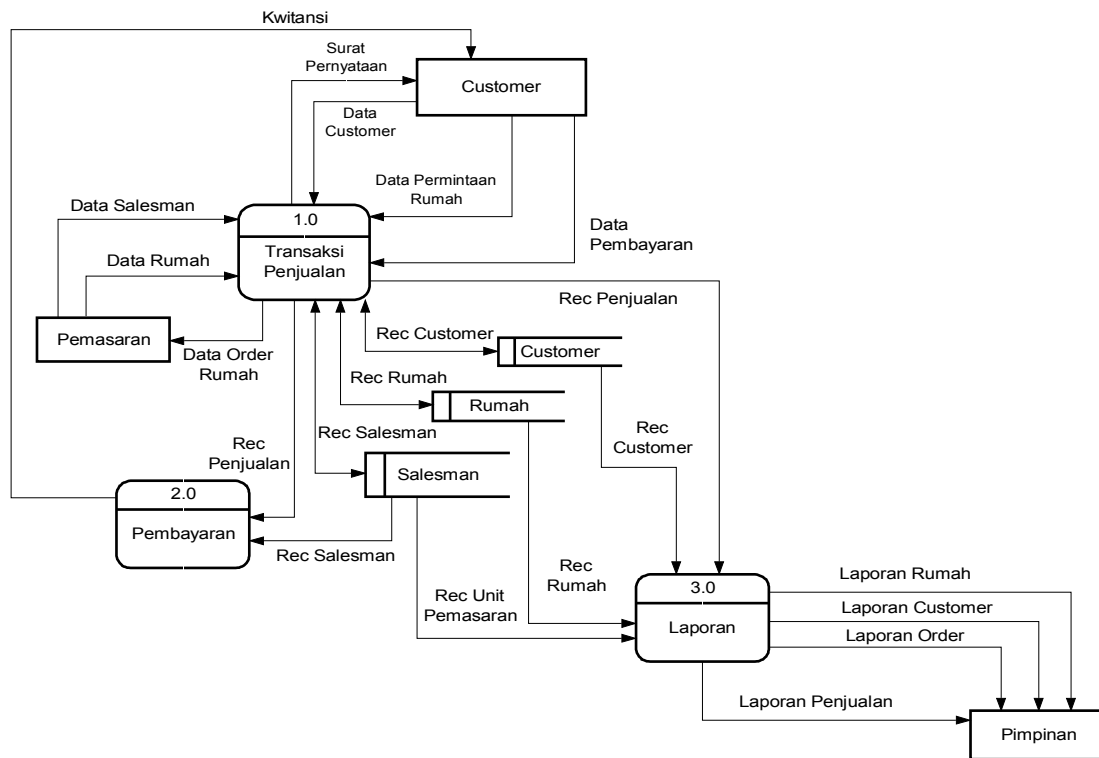 Kwitansi
Surat
Pernyataan
Customer
Data
Customer
Data Permintaan
Rumah
Data Salesman
1.0
Transaksi
Penjualan
Data
Pembayaran
Data Rumah
Rec Penjualan
Pemasaran
Data Order
Rumah
Rec Customer
Customer
Rec Rumah
Rumah
Rec Salesman
Rec
Customer
Rec
Penjualan
Salesman
2.0
Pembayaran
Rec Salesman
Rec
Rumah
Rec Unit
Pemasaran
3.0
Laporan
Laporan Rumah
Laporan Customer
Laporan Order
Laporan Penjualan
Pimpinan